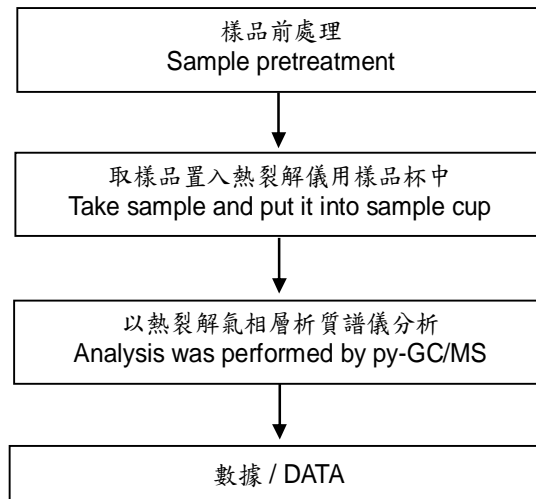 樣品前處理
Sample pretreatment
取樣品置入熱裂解儀用樣品杯中
Take sample and put it into sample cup
以熱裂解氣相層析質譜儀分析
Analysis was performed by py-GC/MS
數據 / DATA